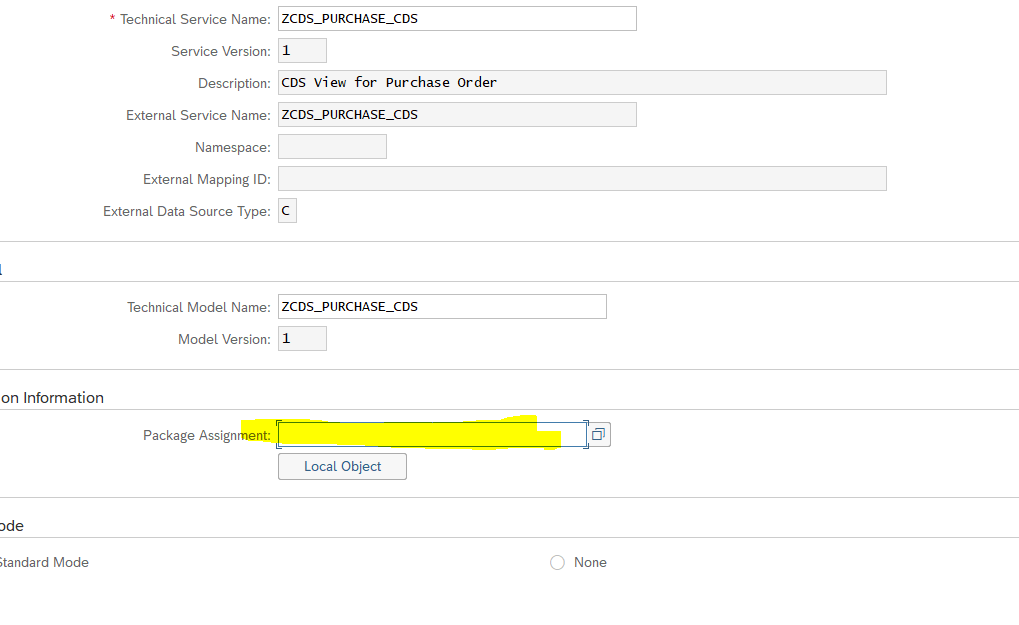 * Technical Service Name: ZCDS_PURCHASE_CDS
Service Version: 1
Description: CDS View for Purchase Order
External Service Name: ZCDS_PURCHASE_CDS
Namespace:
External Mapping ID:
External Data Source Type: C
Technical Model Name: ZCDS_PURCHASE_CDS
Model Version: 1
on Information
Package Assignment:
Local Object
ode
Standard Mode None